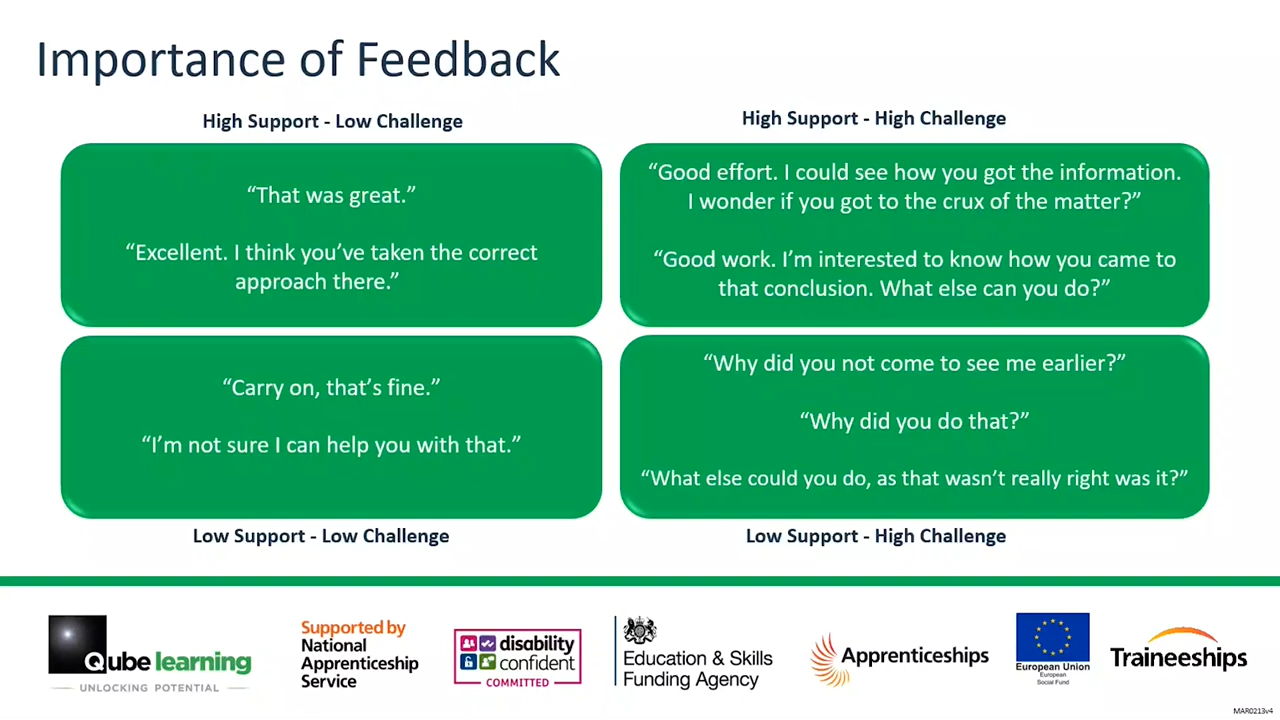 Importance of Feedback
High Support - Low Challenge
“That was great.”
“Excellent. I think you’ve taken the correct
approach there.”
High Support - High Challenge
“Good effort. I could see how you got the information.
I wonder if you got to the crux of the matter?”
“Good work. I’m interested to know how you came to
that conclusion. What else can you do?”
“Carry on, that’s fine.”
“I’m not sure I can help you with that.”
Low Support - Low Challenge
“Why did you not come to see me earlier?”
“Why did you do that?”
“What else could you do, as that wasn’t really right was it?”
Low Support - High Challenge
Qube learning
UNLOCKING POTENTIAL
Supported by
National
Apprenticeship
Service
disability
confident
COMMITTED
Education & Skills
Funding Agency
Apprenticeships
European Union
European
Social Fund
Traineeships
MAR0213v4